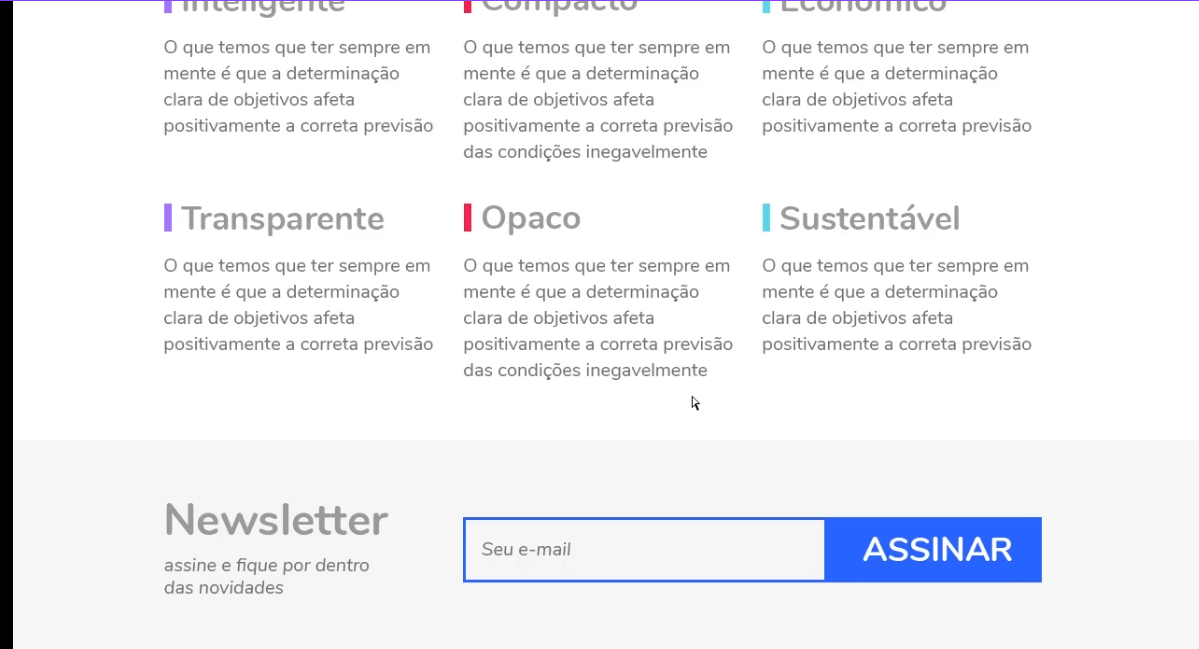 Inteligente
O que temos que ter sempre em
mente é que a determinação
clara de objetivos afeta
positivamente a correta previsão
Compacto
O que temos que ter sempre em
mente é que a determinação
clara de objetivos afeta
positivamente a correta previsão
das condições inegavelmente
Econômico
O que temos que ter sempre em
mente é que a determinação
clara de objetivos afeta
positivamente a correta previsão
Transparente
O que temos que ter sempre em
mente é que a determinação
clara de objetivos afeta
positivamente a correta previsão
Opaco
O que temos que ter sempre em
mente é que a determinação
clara de objetivos afeta
positivamente a correta previsão
das condições inegavelmente
Sustentável
O que temos que ter sempre em
mente é que a determinação
clara de objetivos afeta
positivamente a correta previsão
Newsletter
assine e fique por dentro
das novidades
Seu e-mail
ASSINAR